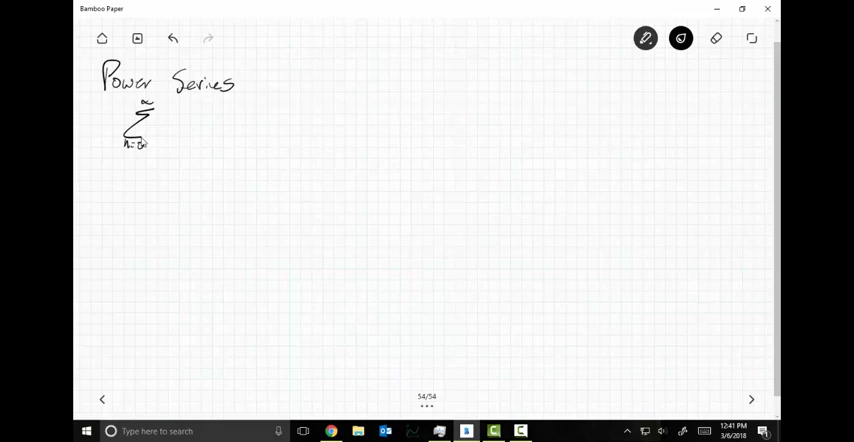 Bamboo Paper
Power Series
∞
∑
n=0
54/54
Type here to search
12:41 PM
3/6/2018